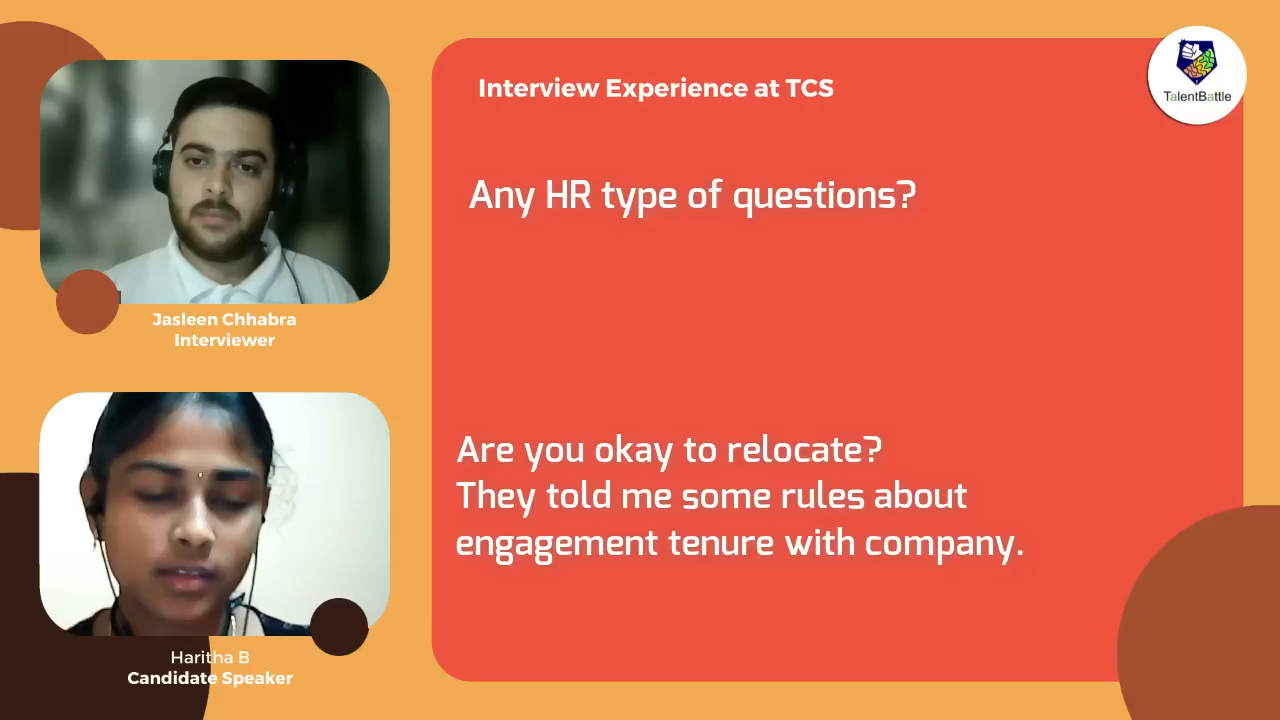 Interview Experience at TCS
TalentBattle
Any HR type of questions?
Jasleen Chhabra
Interviewer
Are you okay to relocate?
They told me some rules about
engagement tenure with company.
Haritha B
Candidate Speaker